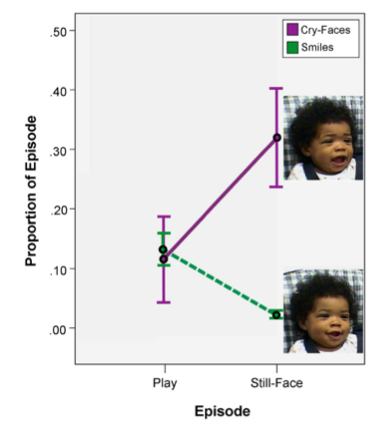 Cry-Faces
Smiles
.50
.40
.30
.20
.10
.00
Proportion of Episode
Play
Still-Face
Episode